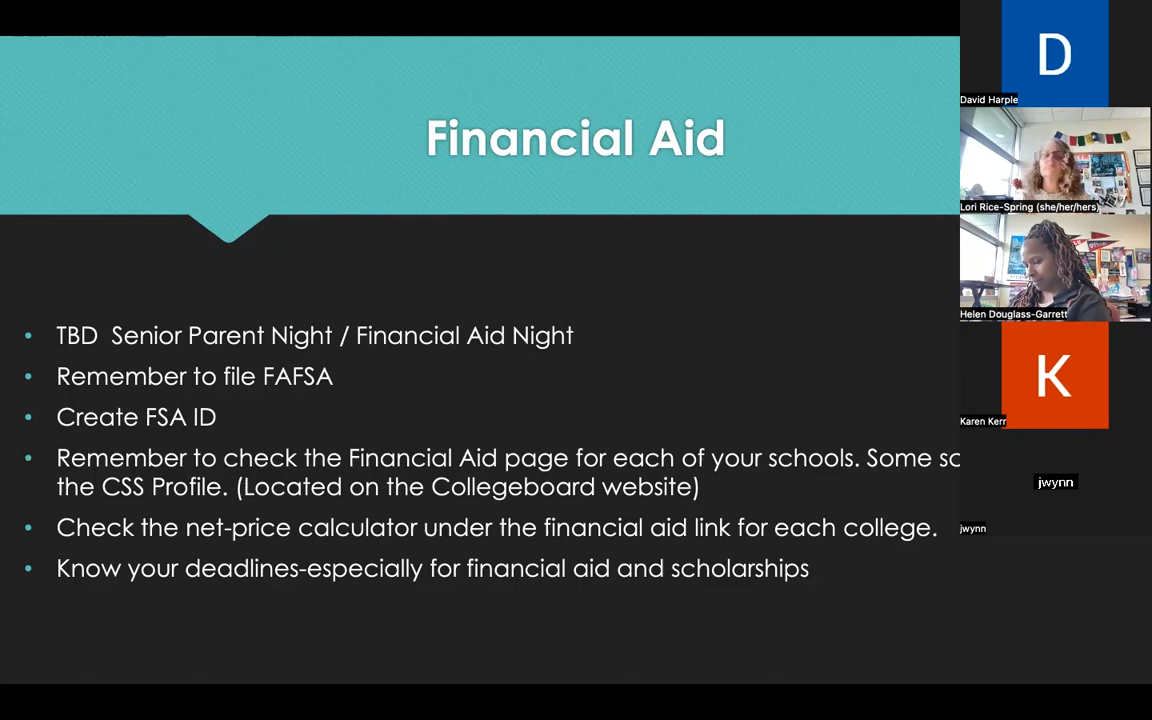 Financial Aid
TBD  Senior Parent Night / Financial Aid Night
Remember to file FAFSA
Create FSA ID
Remember to check the Financial Aid page for each of your schools. Some
the CSS Profile. (Located on the Collegeboard website)
Check the net-price calculator under the financial aid link for each college.
Know your deadlines-especially for financial aid and scholarships
D
David Harple
Lori Rice-Spring (she/her/hers)
Helen Douglass-Garrett
K
Karen Kerr
jwynn
jwynn